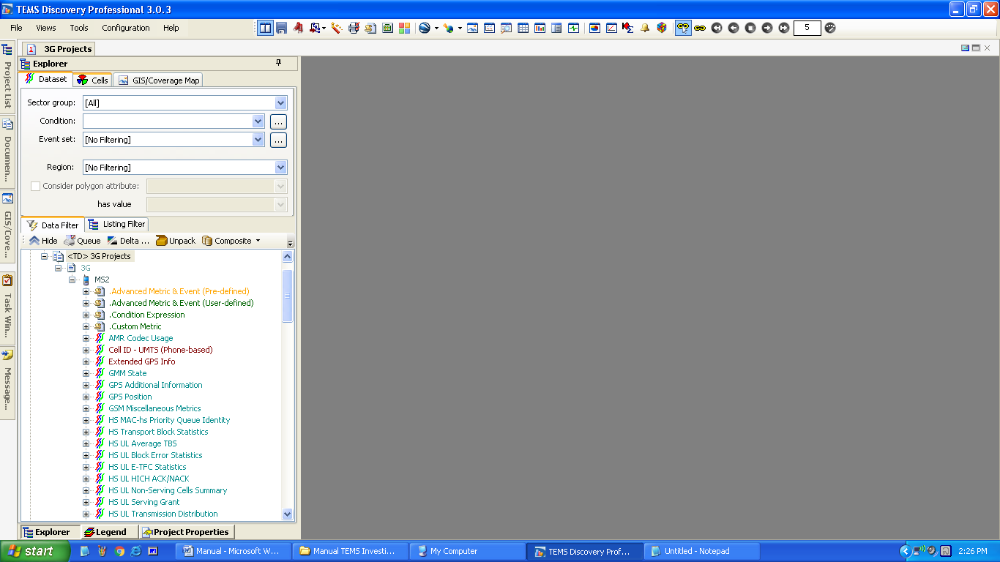 TEMS Discovery Professional 3.0.3
File Views Tools Configuration Help 5
3G Projects
Explorer
Dataset Cells GIS/Coverage Map
Sector group: [All]
Condition: ...
Event set: [No Filtering] ...
Region: [No Filtering]
Consider polygon attribute:
has value
Data Filter Listing Filter
Hide Queue Delta ... Unpack Composite
<TD> 3G Projects
3G
MS2
.Advanced Metric & Event (Pre-defined)
.Advanced Metric & Event (User-defined)
.Condition Expression
.Custom Metric
AMR Codec Usage
Cell ID - UMTS (Phone-based)
Extended GPS Info
GMM State
GPS Additional Information
GPS Position
GSM Miscellaneous Metrics
HS MAC-hs Priority Queue Identity
HS Transport Block Statistics
HS UL Average TBS
HS UL Block Error Statistics
HS UL E-TFC Statistics
HS UL HICH ACK/NACK
HS UL Non-Serving Cells Summary
HS UL Serving Grant
HS UL Transmission Distribution
Explorer Legend Project Properties
Project List
Documen...
GIS/Cove...
Task Win...
Message...
start Manual - Microsoft W... Manual TEMS Investi... My Computer TEMS Discovery Prof... Untitled - Notepad 2:26 PM